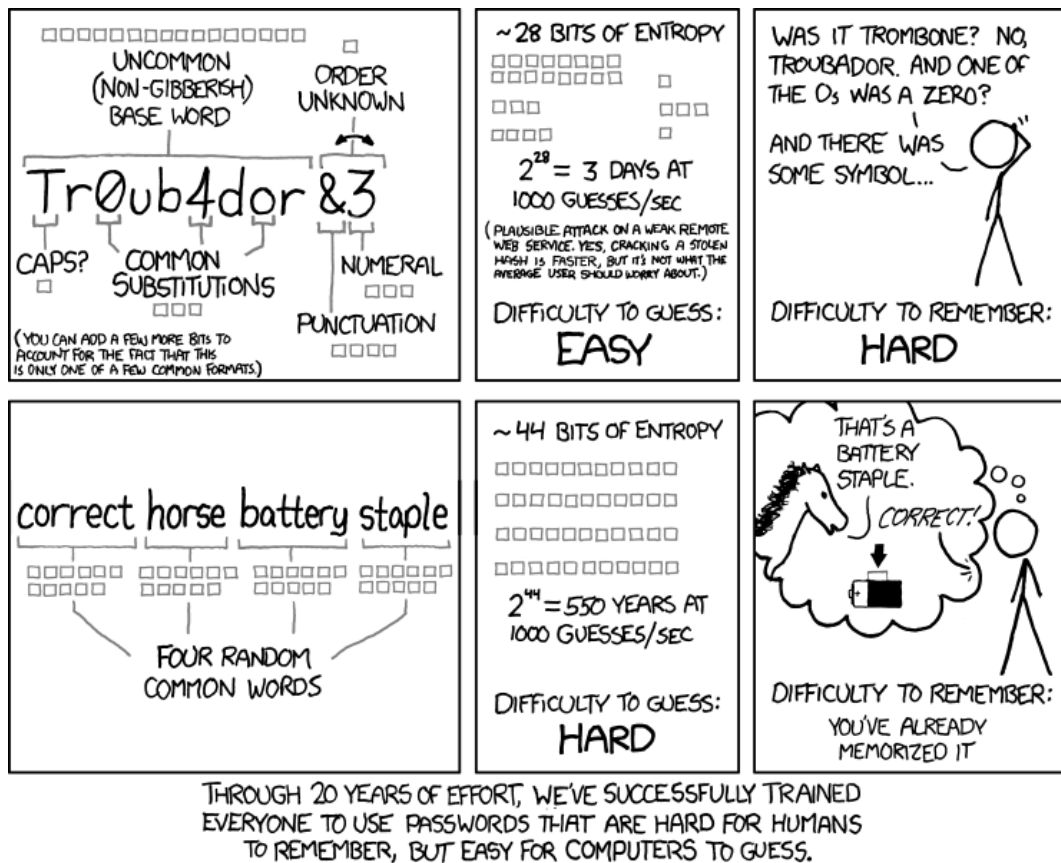 UNCOMMON
(NON-GIBBERISH)
BASE WORD
ORDER
UNKNOWN
Tr0ub4dor &3
CAPS?
COMMON
SUBSTITUTIONS
NUMERAL
PUNCTUATION
(YOU CAN ADD A FEW MORE BITS TO
ACCOUNT FOR THE FACT THAT THIS
IS ONLY ONE OF A FEW COMMON FORMATS.)
~28 BITS OF ENTROPY
2^28 = 3 DAYS AT
1000 GUESSES/SEC
(PLAUSIBLE ATTACK ON A WEAK REMOTE
WEB SERVICE. YES, CRACKING A STOLEN
HASH IS FASTER, BUT IT'S NOT WHAT THE
AVERAGE USER SHOULD WORRY ABOUT.)
DIFFICULTY TO GUESS:
EASY
WAS IT TROMBONE? NO,
TROUBADOR. AND ONE OF
THE Os WAS A ZERO?
AND THERE WAS
SOME SYMBOL...
DIFFICULTY TO REMEMBER:
HARD
correct horse battery staple
FOUR RANDOM
COMMON WORDS
~44 BITS OF ENTROPY
2^44 = 550 YEARS AT
1000 GUESSES/SEC
DIFFICULTY TO GUESS:
HARD
THAT'S A
BATTERY
STAPLE.
CORRECT!
DIFFICULTY TO REMEMBER:
YOU'VE ALREADY
MEMORIZED IT
THROUGH 20 YEARS OF EFFORT, WE'VE SUCCESSFULLY TRAINED
EVERYONE TO USE PASSWORDS THAT ARE HARD FOR HUMANS
TO REMEMBER, BUT EASY FOR COMPUTERS TO GUESS.